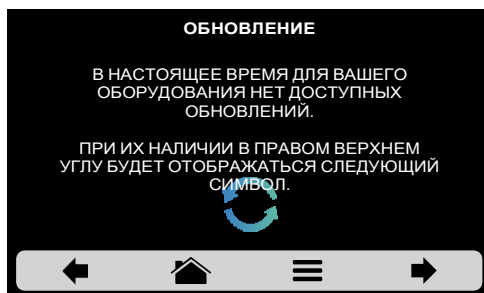 ОБНОВЛЕНИЕ
В НАСТОЯЩЕЕ ВРЕМЯ ДЛЯ ВАШЕГО
ОБОРУДОВАНИЯ НЕТ ДОСТУПНЫХ
ОБНОВЛЕНИЙ.
ПРИ ИХ НАЛИЧИИ В ПРАВОМ ВЕРХНЕМ
УГЛУ БУДЕТ ОТОБРАЖАТЬСЯ СЛЕДУЮЩИЙ
СИМВОЛ.